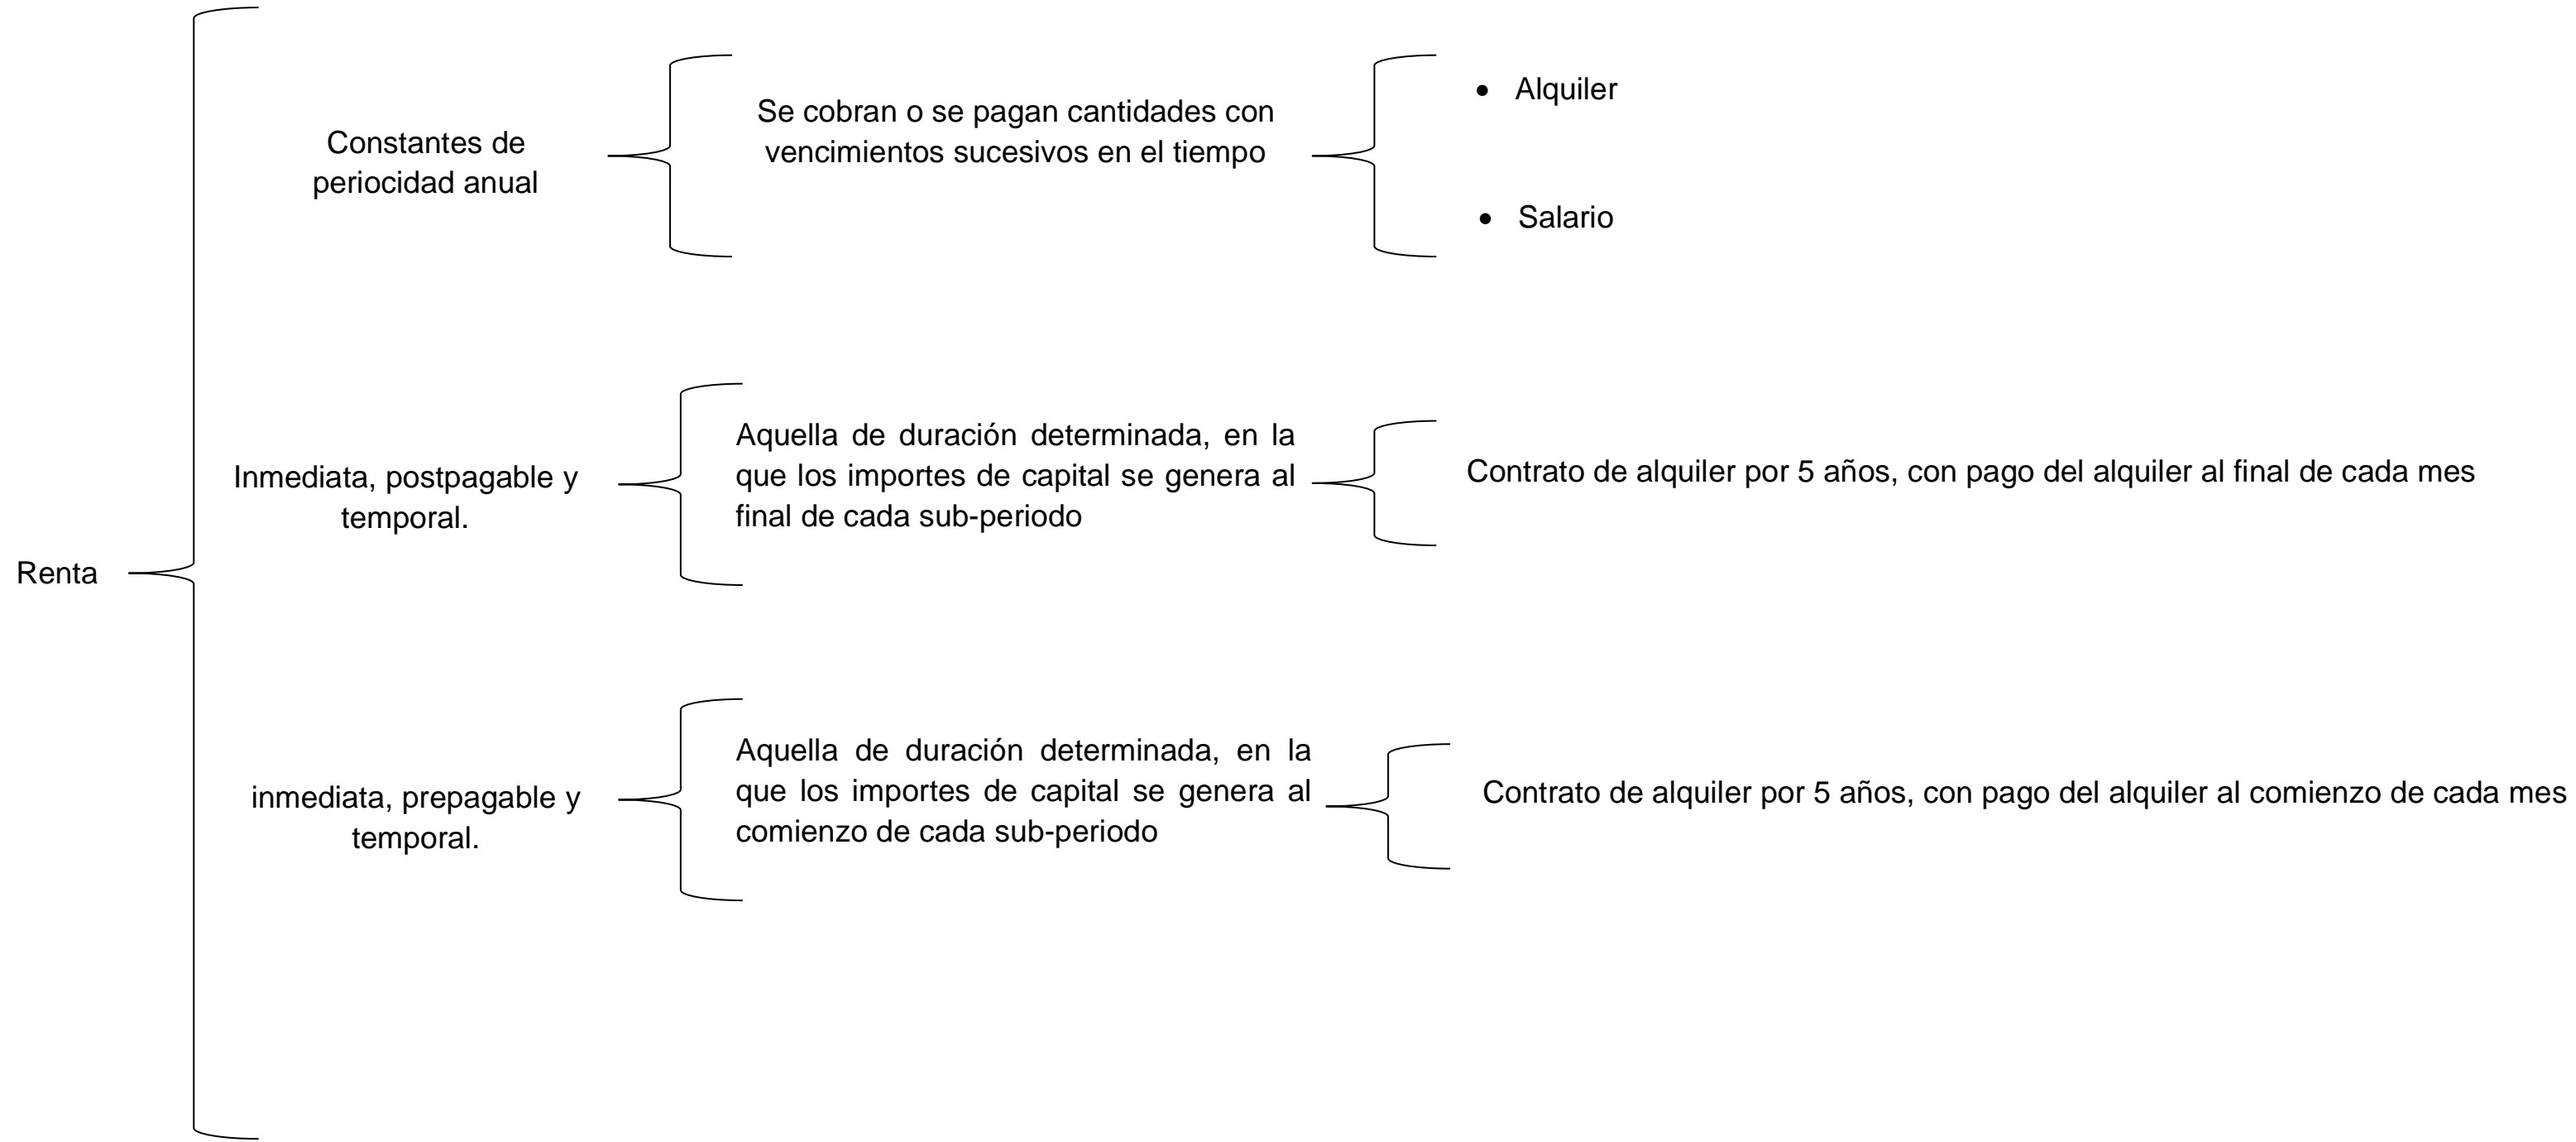 Renta
Constantes de
periocidad anual
Se cobran o se pagan cantidades con
vencimientos sucesivos en el tiempo
• Alquiler
• Salario
Inmediata, postpagable y
temporal.
Aquella de duración determinada, en la
que los importes de capital se genera al
final de cada sub-periodo
Contrato de alquiler por 5 años, con pago del alquiler al final de cada mes
inmediata, prepagable y
temporal.
Aquella de duración determinada, en la
que los importes de capital se genera al
comienzo de cada sub-periodo
Contrato de alquiler por 5 años, con pago del alquiler al comienzo de cada mes